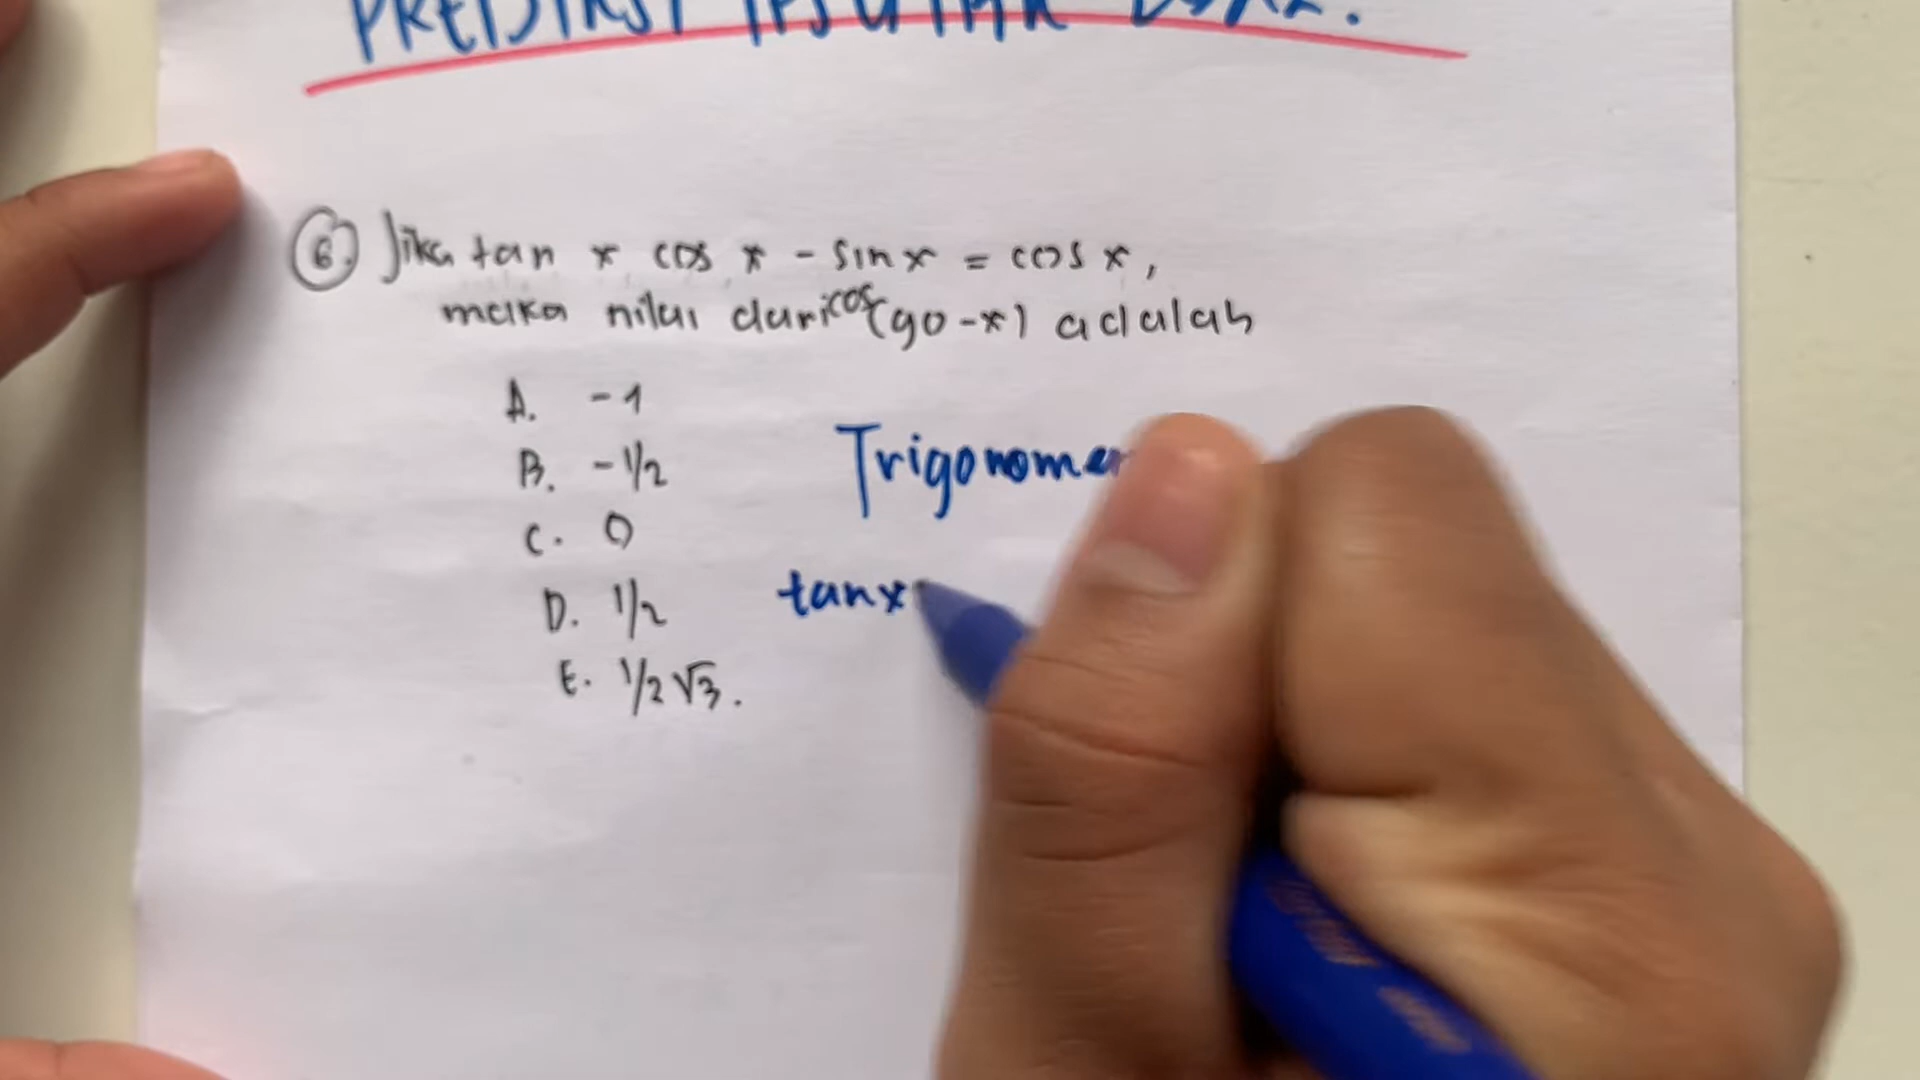 6. Jika tan x cos x - sin x = cos x,
maka nilai dari cos (90-x) adalah
A. -1
B. -1/2
C. 0
D. 1/2
E. 1/2 √3.
tanx